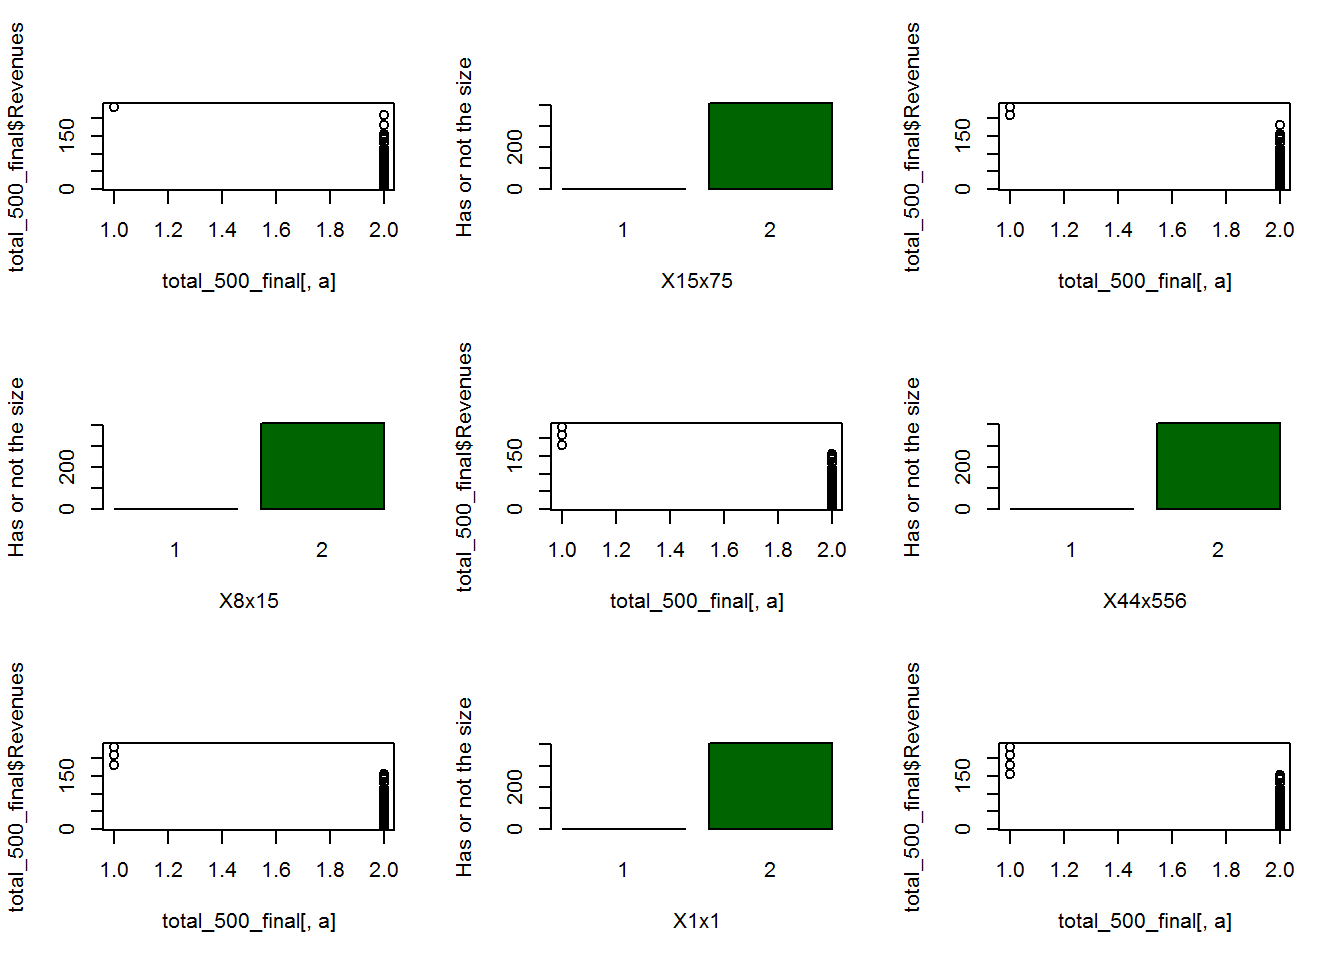 total_500_final$Revenues
0 150
1.0 1.2 1.4 1.6 1.8 2.0
total_500_final[, a]
Has or not the size
0 200
1 2
X15x75
total_500_final$Revenues
0 150
1.0 1.2 1.4 1.6 1.8 2.0
total_500_final[, a]
Has or not the size
0 200
1 2
X8x15
total_500_final$Revenues
0 150
1.0 1.2 1.4 1.6 1.8 2.0
total_500_final[, a]
Has or not the size
0 200
1 2
X44x556
total_500_final$Revenues
0 150
1.0 1.2 1.4 1.6 1.8 2.0
total_500_final[, a]
Has or not the size
0 200
1 2
X1x1
total_500_final$Revenues
0 150
1.0 1.2 1.4 1.6 1.8 2.0
total_500_final[, a]